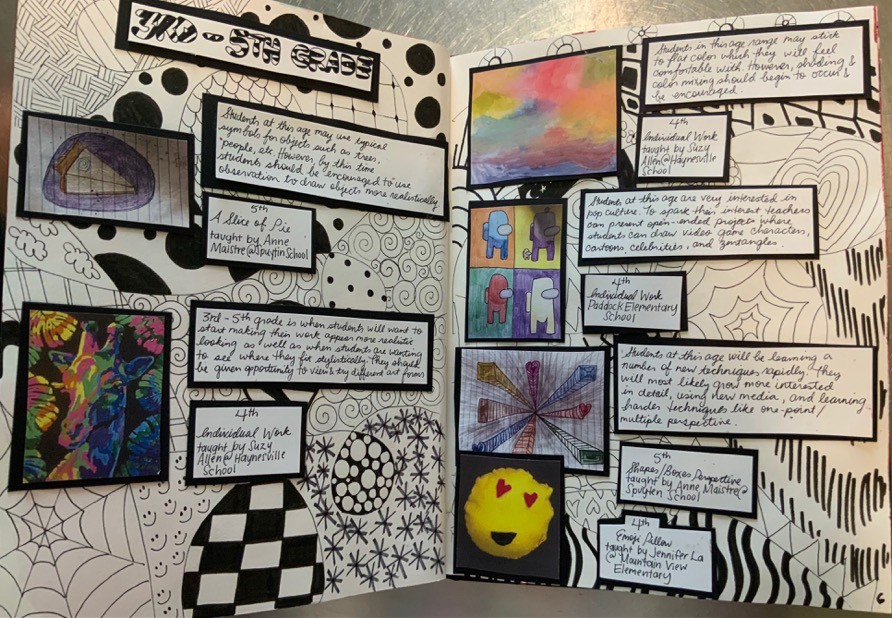 3RD - 5TH GRADE
Students at this age may use typical
symbols for objects such as trees,
people, etc. However, by this time
students should be encouraged to use
observation to draw objects more realistically.
5th
A Slice of Pie
taught by Anne
Maistre@Spuyten School
3rd - 5th grade is when students will want to
start making their work appear more realistic
looking as well as when students are wanting
to see where they fit stylistically. They should
be given opportunity to view & try different art forms
4th
Individual Work
taught by Suzy
Allen@Haynesville
School
Students in this age range may stick
to flat color which they will feel
comfortable with. However, shading &
color mixing should begin to occur &
be encouraged.
4th
Individual Work
taught by Suzy
Allen@Haynesville
School
Students at this age are very interested in
pop culture. To spark their interest teachers
can present open-ended projects where
students can draw video game characters,
cartoons, celebrities, and zentangles.
4th
Individual Work
Paddock Elementary
School
Students at this age will be learning a
number of new techniques rapidly. They
will most likely grow more interested
in detail, using new media, and learning
harder techniques like one-point/
multiple perspective.
5th
Shapes/Boxes Perspective
taught by Anne Maistre@
Spuyten School
4th
Emoji Pillow
taught by Jennifer La
@ Mountain View
Elementary